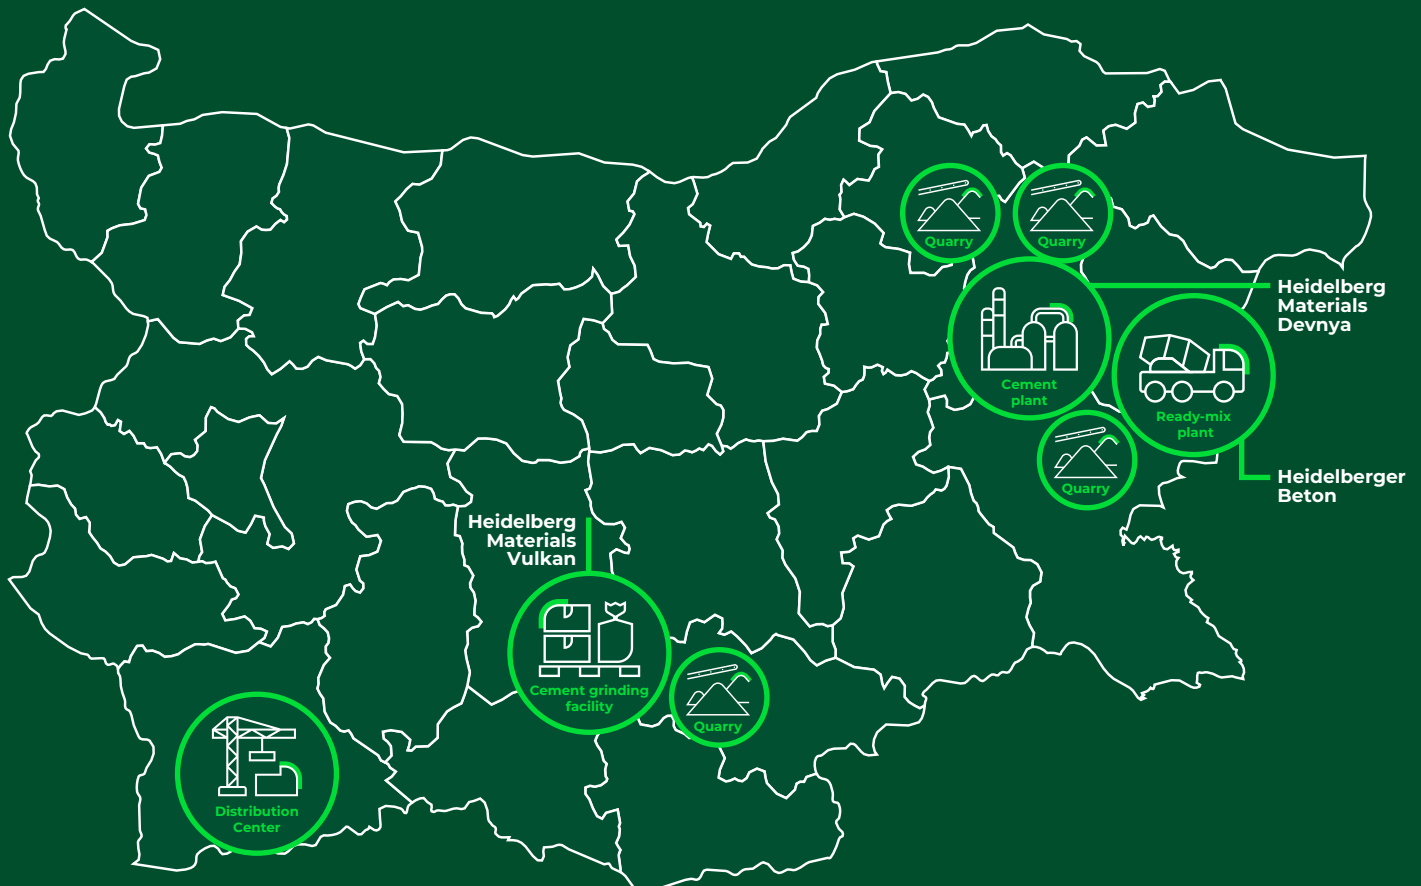 Quarry
Quarry
Heidelberg
Materials
Devnya
Cement
plant
Ready-mix
plant
Quarry
Heidelberger
Beton
Heidelberg
Materials
Vulkan
Cement grinding
facility
Quarry
Distribution
Center